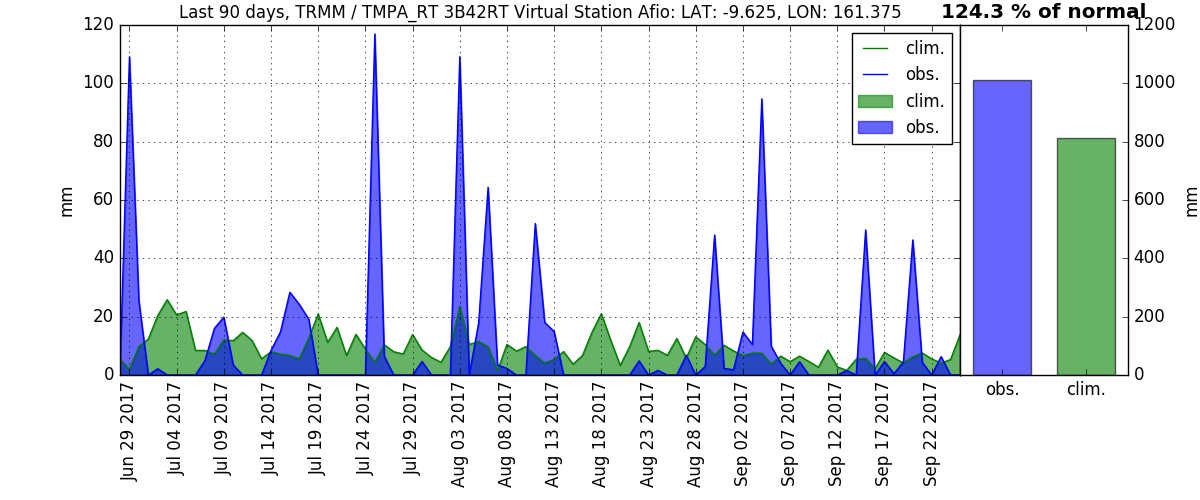 Last 90 days, TRMM / TMPA_RT 3B42RT Virtual Station Afio: LAT: -9.625, LON: 161.375
124.3 % of normal
120
100
80
60
40
20
0
mm
clim.
obs.
clim.
obs.
Jun 29 2017
Jul 04 2017
Jul 09 2017
Jul 14 2017
Jul 19 2017
Jul 24 2017
Jul 29 2017
Aug 03 2017
Aug 08 2017
Aug 13 2017
Aug 18 2017
Aug 23 2017
Aug 28 2017
Sep 02 2017
Sep 07 2017
Sep 12 2017
Sep 17 2017
Sep 22 2017
obs.
clim.
1200
1000
800
600
400
200
0
mm